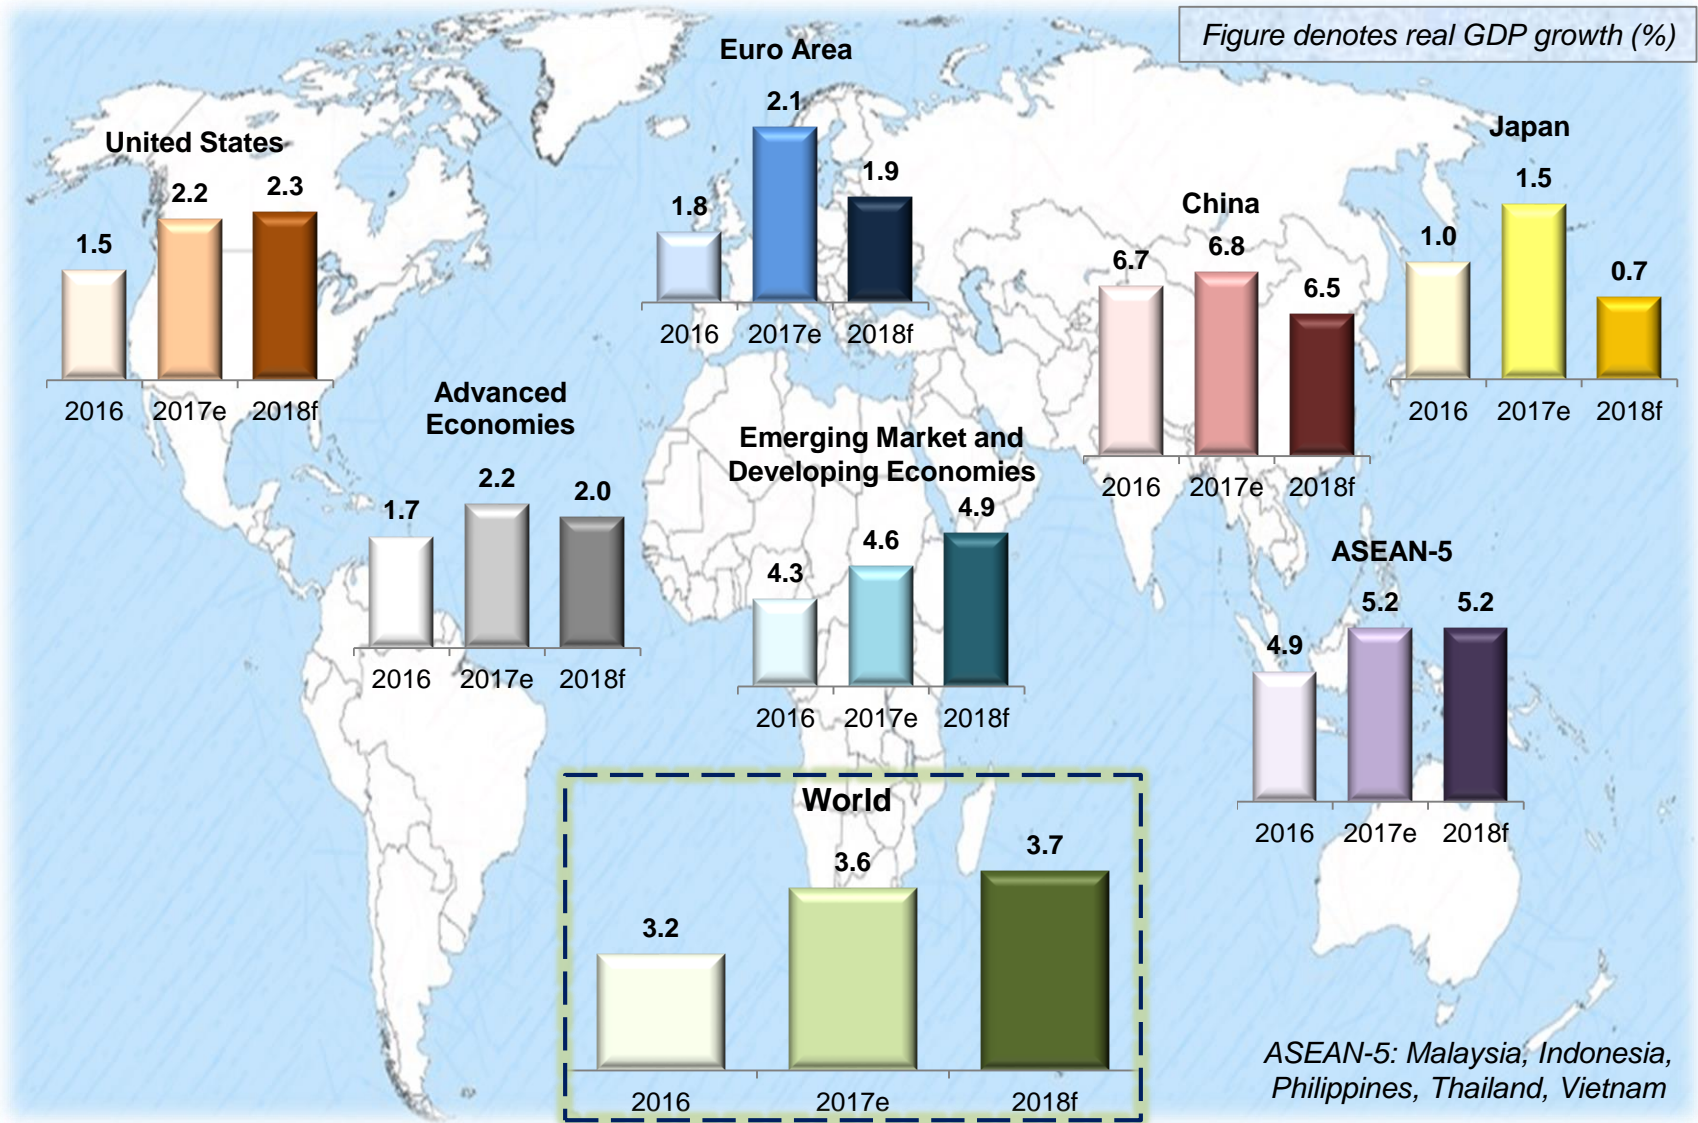 Figure denotes real GDP growth (%)
Euro Area
2.1
1.8
1.9
2016 2017e 2018f
United States
1.5
2.2
2.3
2016 2017e 2018f
Japan
1.0
1.5
0.7
2016 2017e 2018f
China
6.7
6.8
6.5
2016 2017e 2018f
Advanced
Economies
1.7
2.2
2.0
2016 2017e 2018f
Emerging Market and
Developing Economies
4.3
4.6
4.9
2016 2017e 2018f
ASEAN-5
4.9
5.2
5.2
2016 2017e 2018f
World
3.2
3.6
3.7
2016 2017e 2018f
ASEAN-5: Malaysia, Indonesia,
Philippines, Thailand, Vietnam